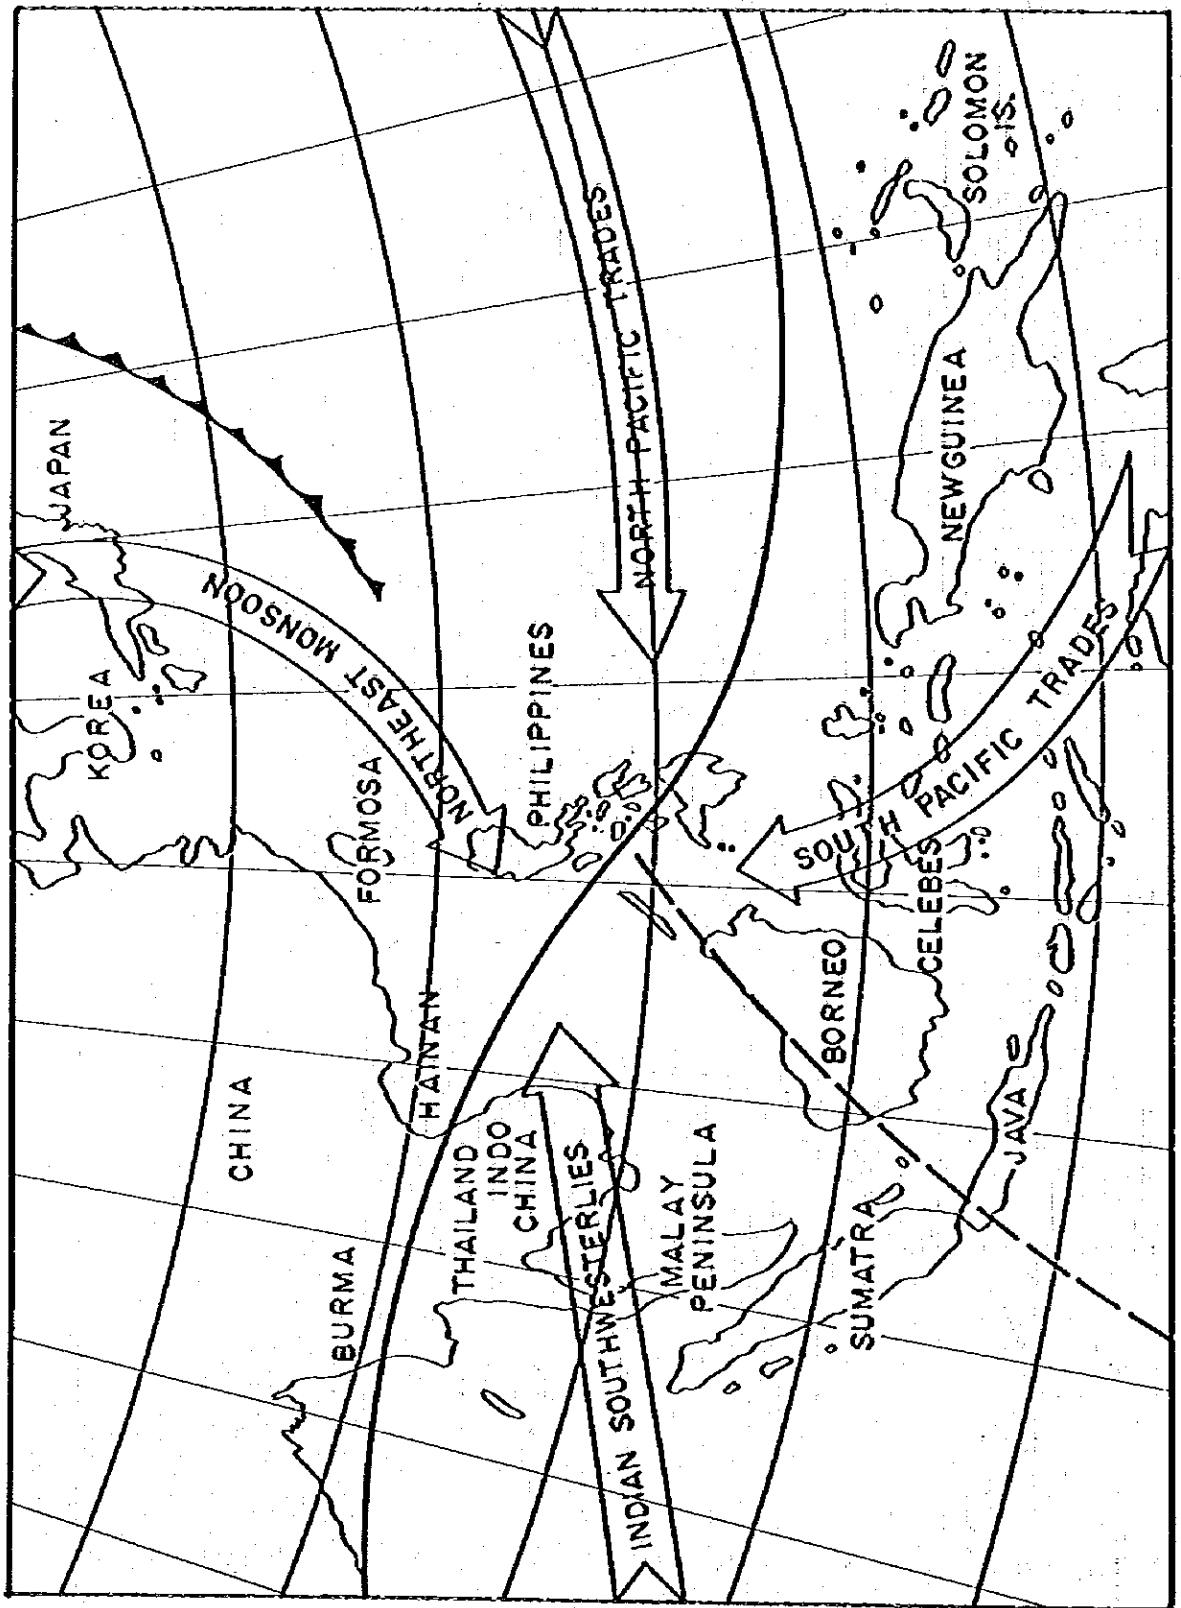 JAPAN
KOREA
NORTHEAST MONSOON
NORTH PACIFIC TRADES
CHINA
FORMOSA
HAINAN
PHILIPPINES
BURMA
THAILAND
INDO
CHINA
INDIAN SOUTHWESTERLIES
MALAY
PENINSULA
SUMATRA
BORNEO
CELEBES
JAVA
SOUTH PACIFIC TRADES
NEW GUINEA
SOLOMON
IS.